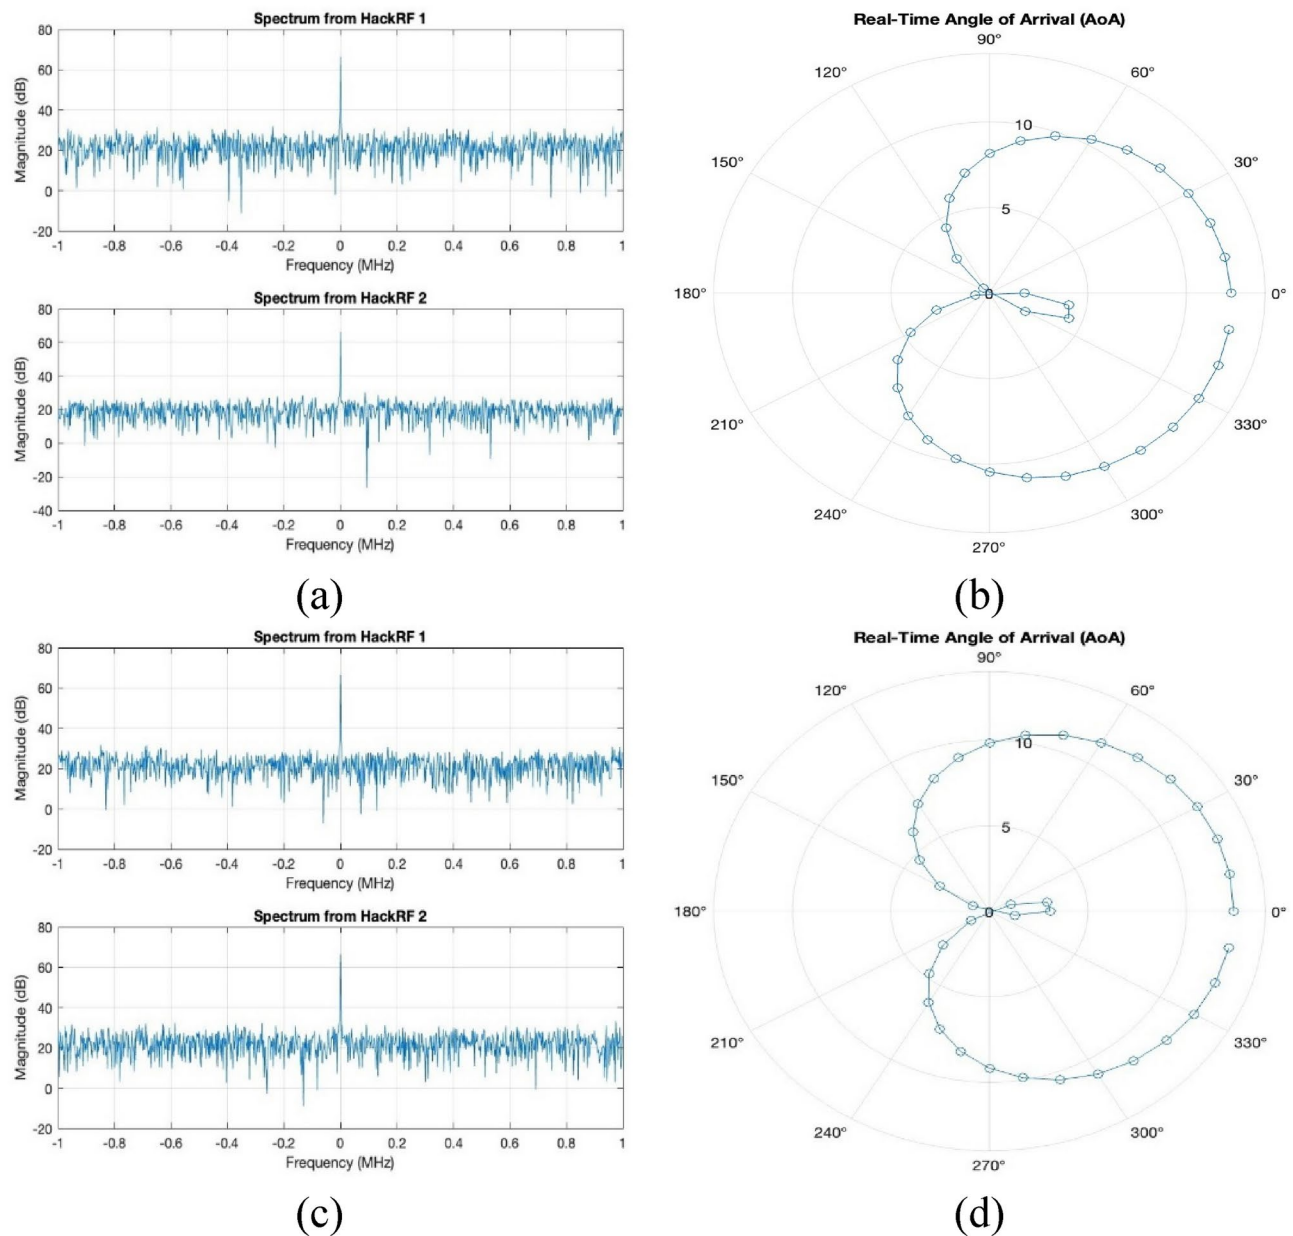 Spectrum from HackRF 1
80
60
40
20
0
-20
Magnitude (dB)
-1 -0.8 -0.6 -0.4 -0.2 0 0.2 0.4 0.6 0.8 1
Frequency (MHz)
Spectrum from HackRF 2
80
60
40
20
0
-20
-40
Magnitude (dB)
-1 -0.8 -0.6 -0.4 -0.2 0 0.2 0.4 0.6 0.8 1
Frequency (MHz)
(a)
Real-Time Angle of Arrival (AoA)
90°
120° 60°
10
150° 30°
5
180° 0 0°
210° 330°
240° 300°
270°
(b)
Spectrum from HackRF 1
80
60
40
20
0
-20
Magnitude (dB)
-1 -0.8 -0.6 -0.4 -0.2 0 0.2 0.4 0.6 0.8 1
Frequency (MHz)
Spectrum from HackRF 2
80
60
40
20
0
-20
Magnitude (dB)
-1 -0.8 -0.6 -0.4 -0.2 0 0.2 0.4 0.6 0.8 1
Frequency (MHz)
(c)
Real-Time Angle of Arrival (AoA)
90°
120° 60°
10
150° 30°
5
180° 0 0°
210° 330°
240° 300°
270°
(d)